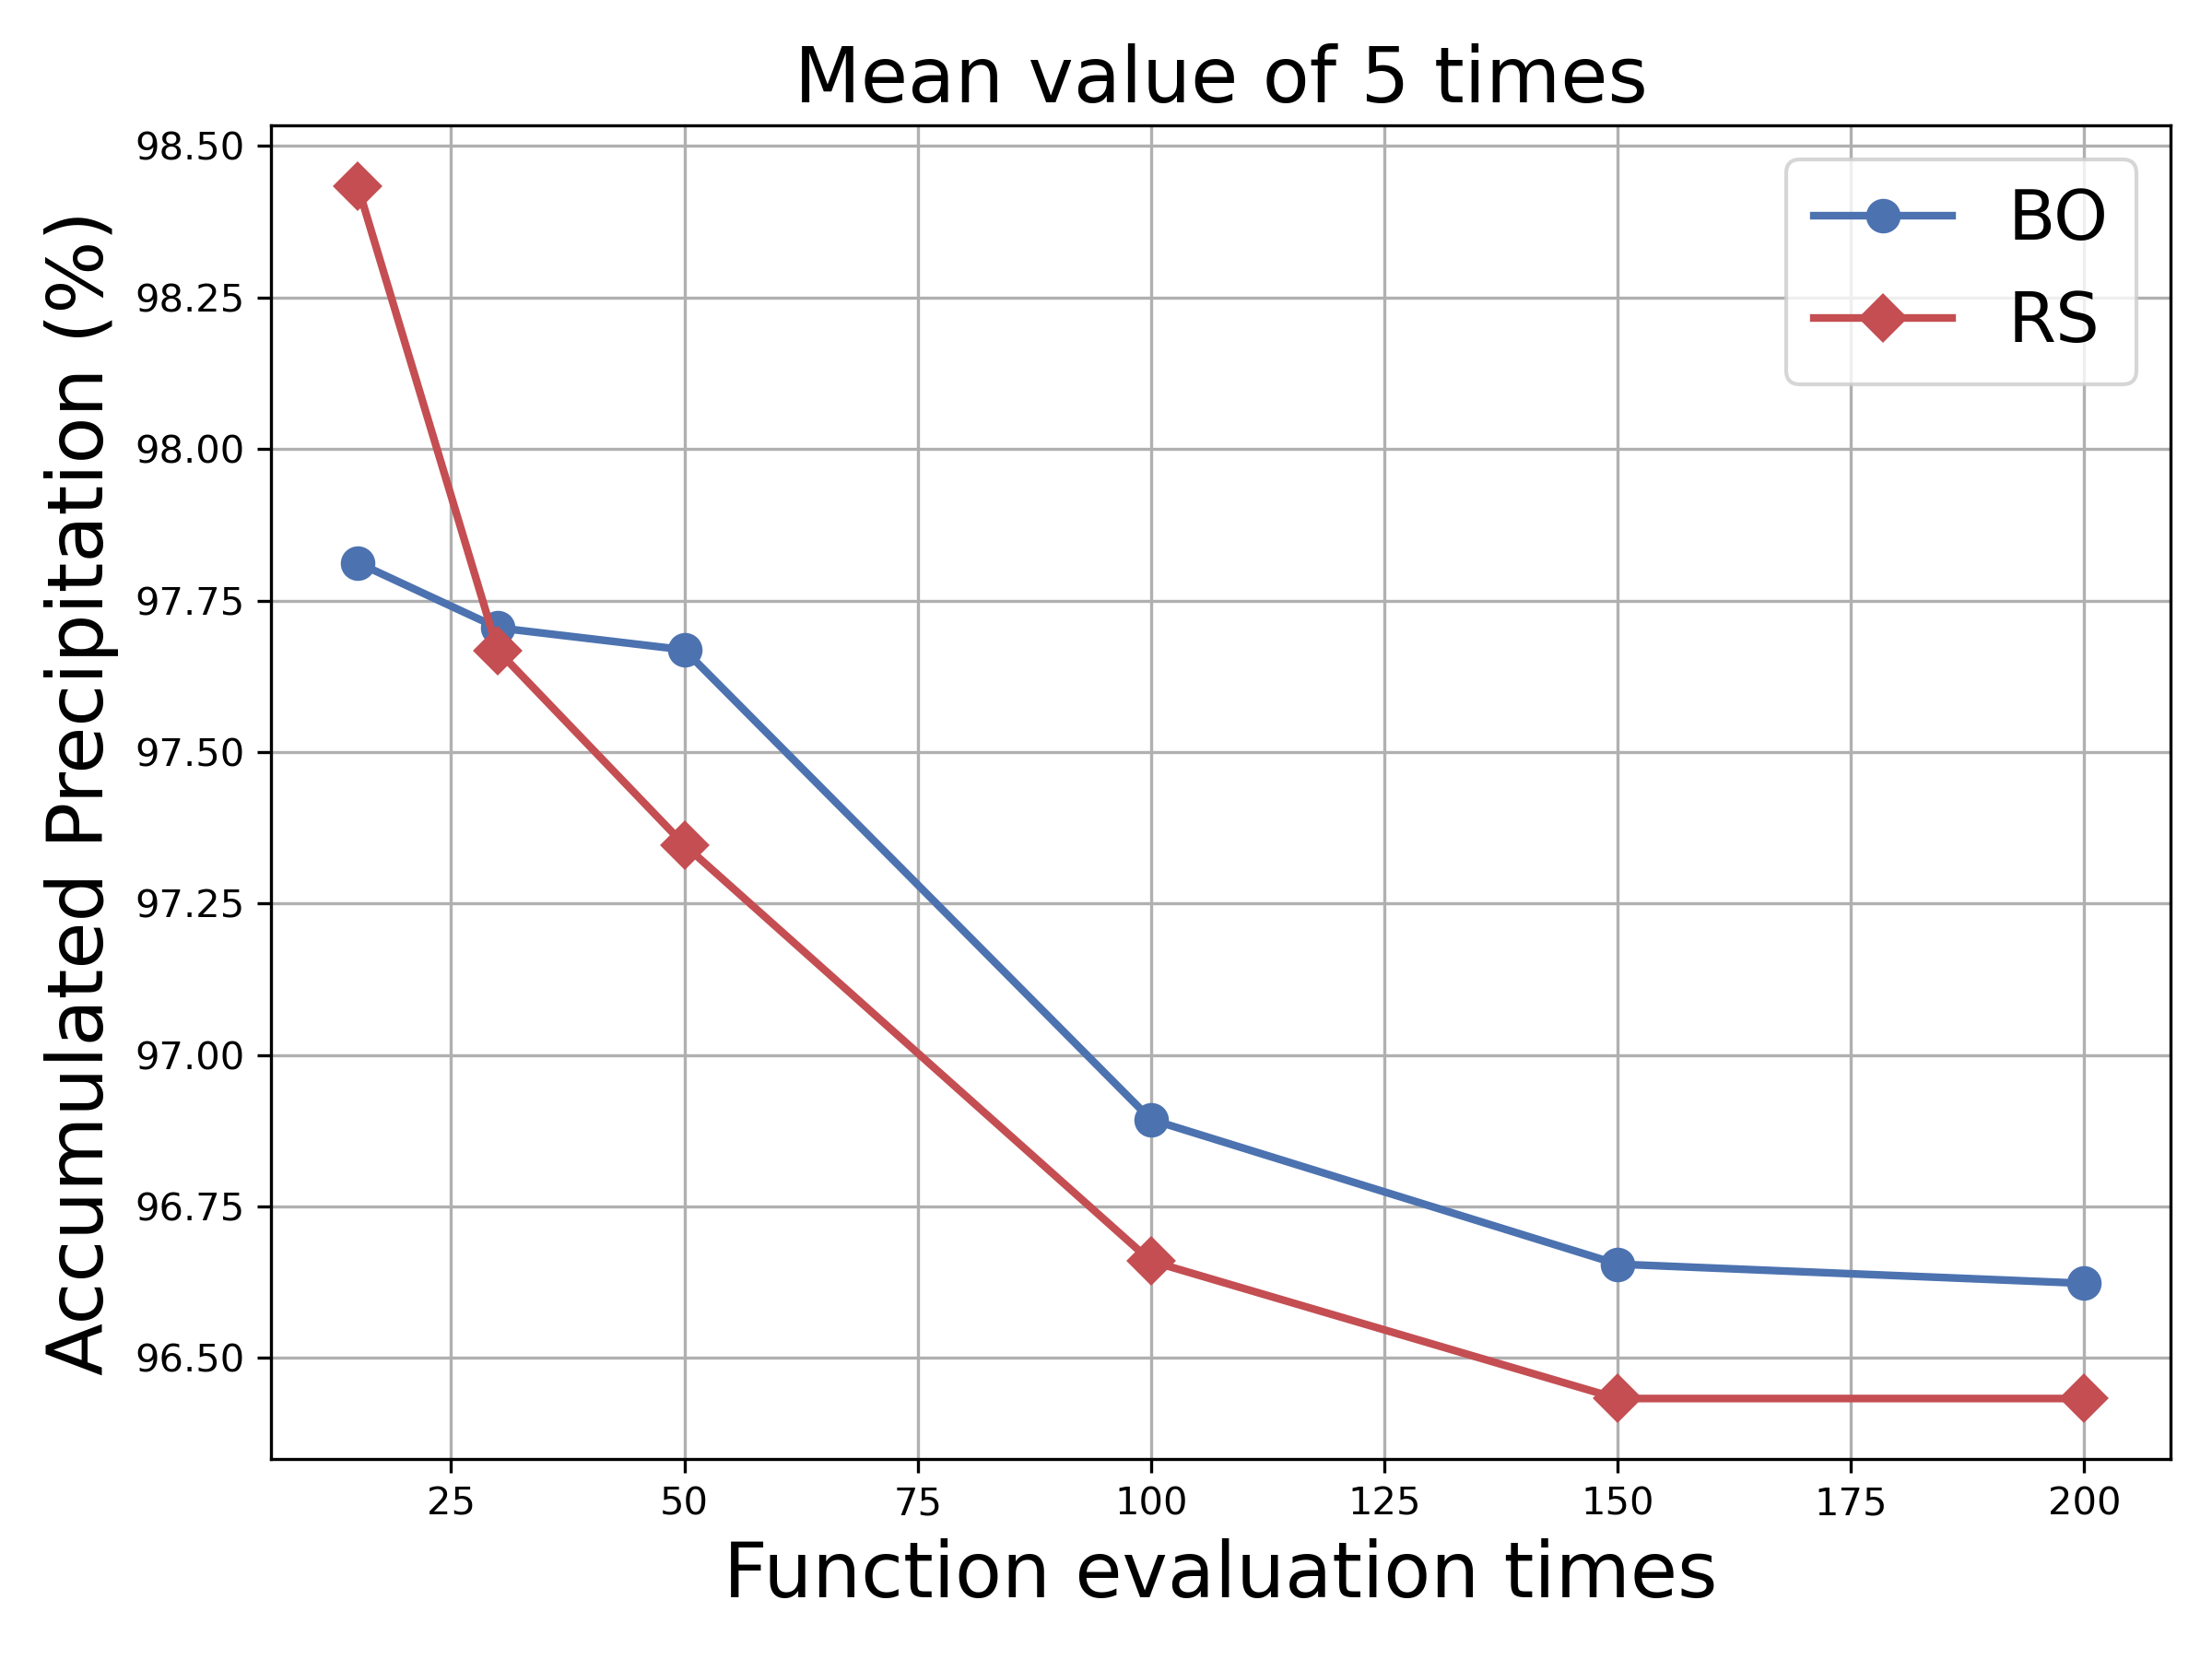 Mean value of 5 times
BO
RS
Accumulated Precipitation (%)
98.50
98.25
98.00
97.75
97.50
97.25
97.00
96.75
96.50
25 50 75 100 125 150 175 200
Function evaluation times